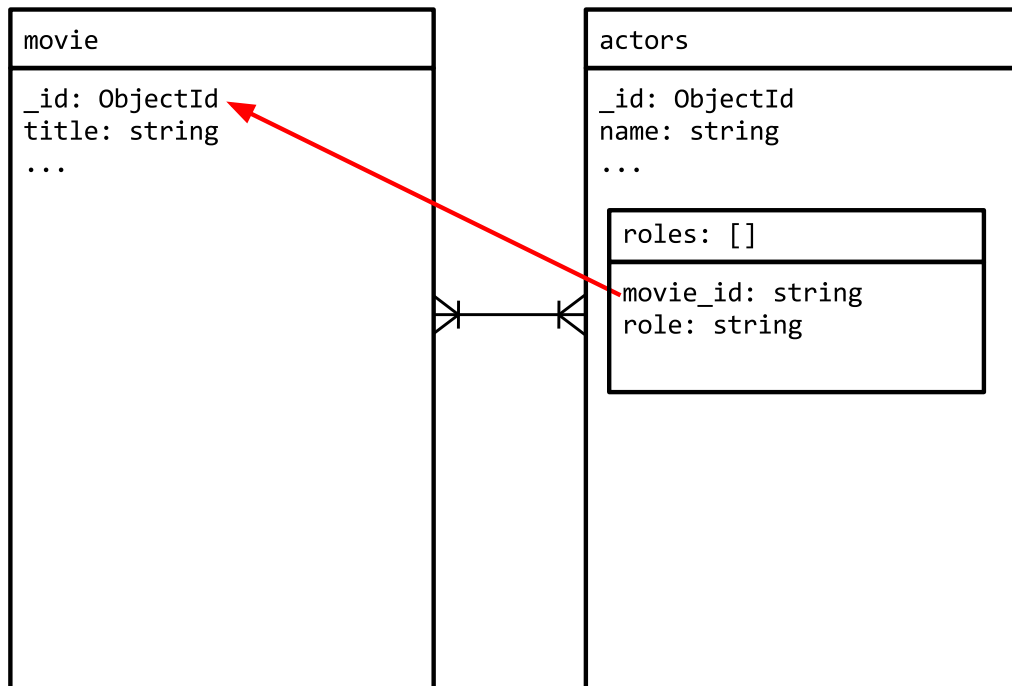 movie
_id: ObjectId
title: string
...
actors
_id: ObjectId
name: string
...
roles: []
movie_id: string
role: string